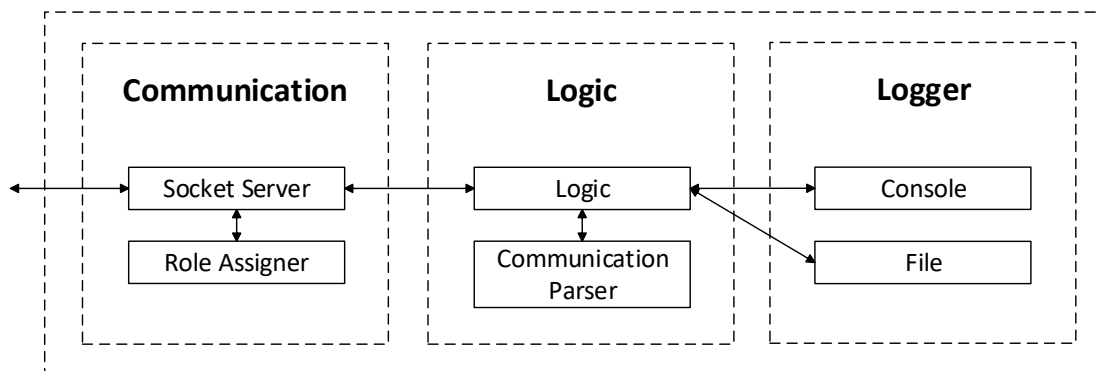 Communication
Logic
Logger
Socket Server
Logic
Console
Role Assigner
Communication
Parser
File